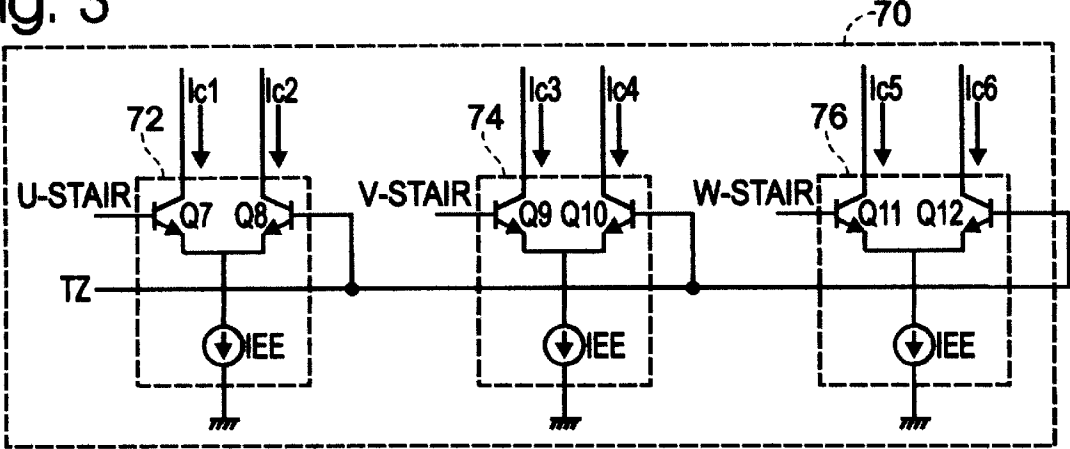 ig. 3
70
Ic1 Ic2 Ic3 Ic4 Ic5 Ic6
72 74 76
U-STAIR Q7 Q8 V-STAIR Q9 Q10 W-STAIR Q11 Q12
TZ
IEE IEE IEE